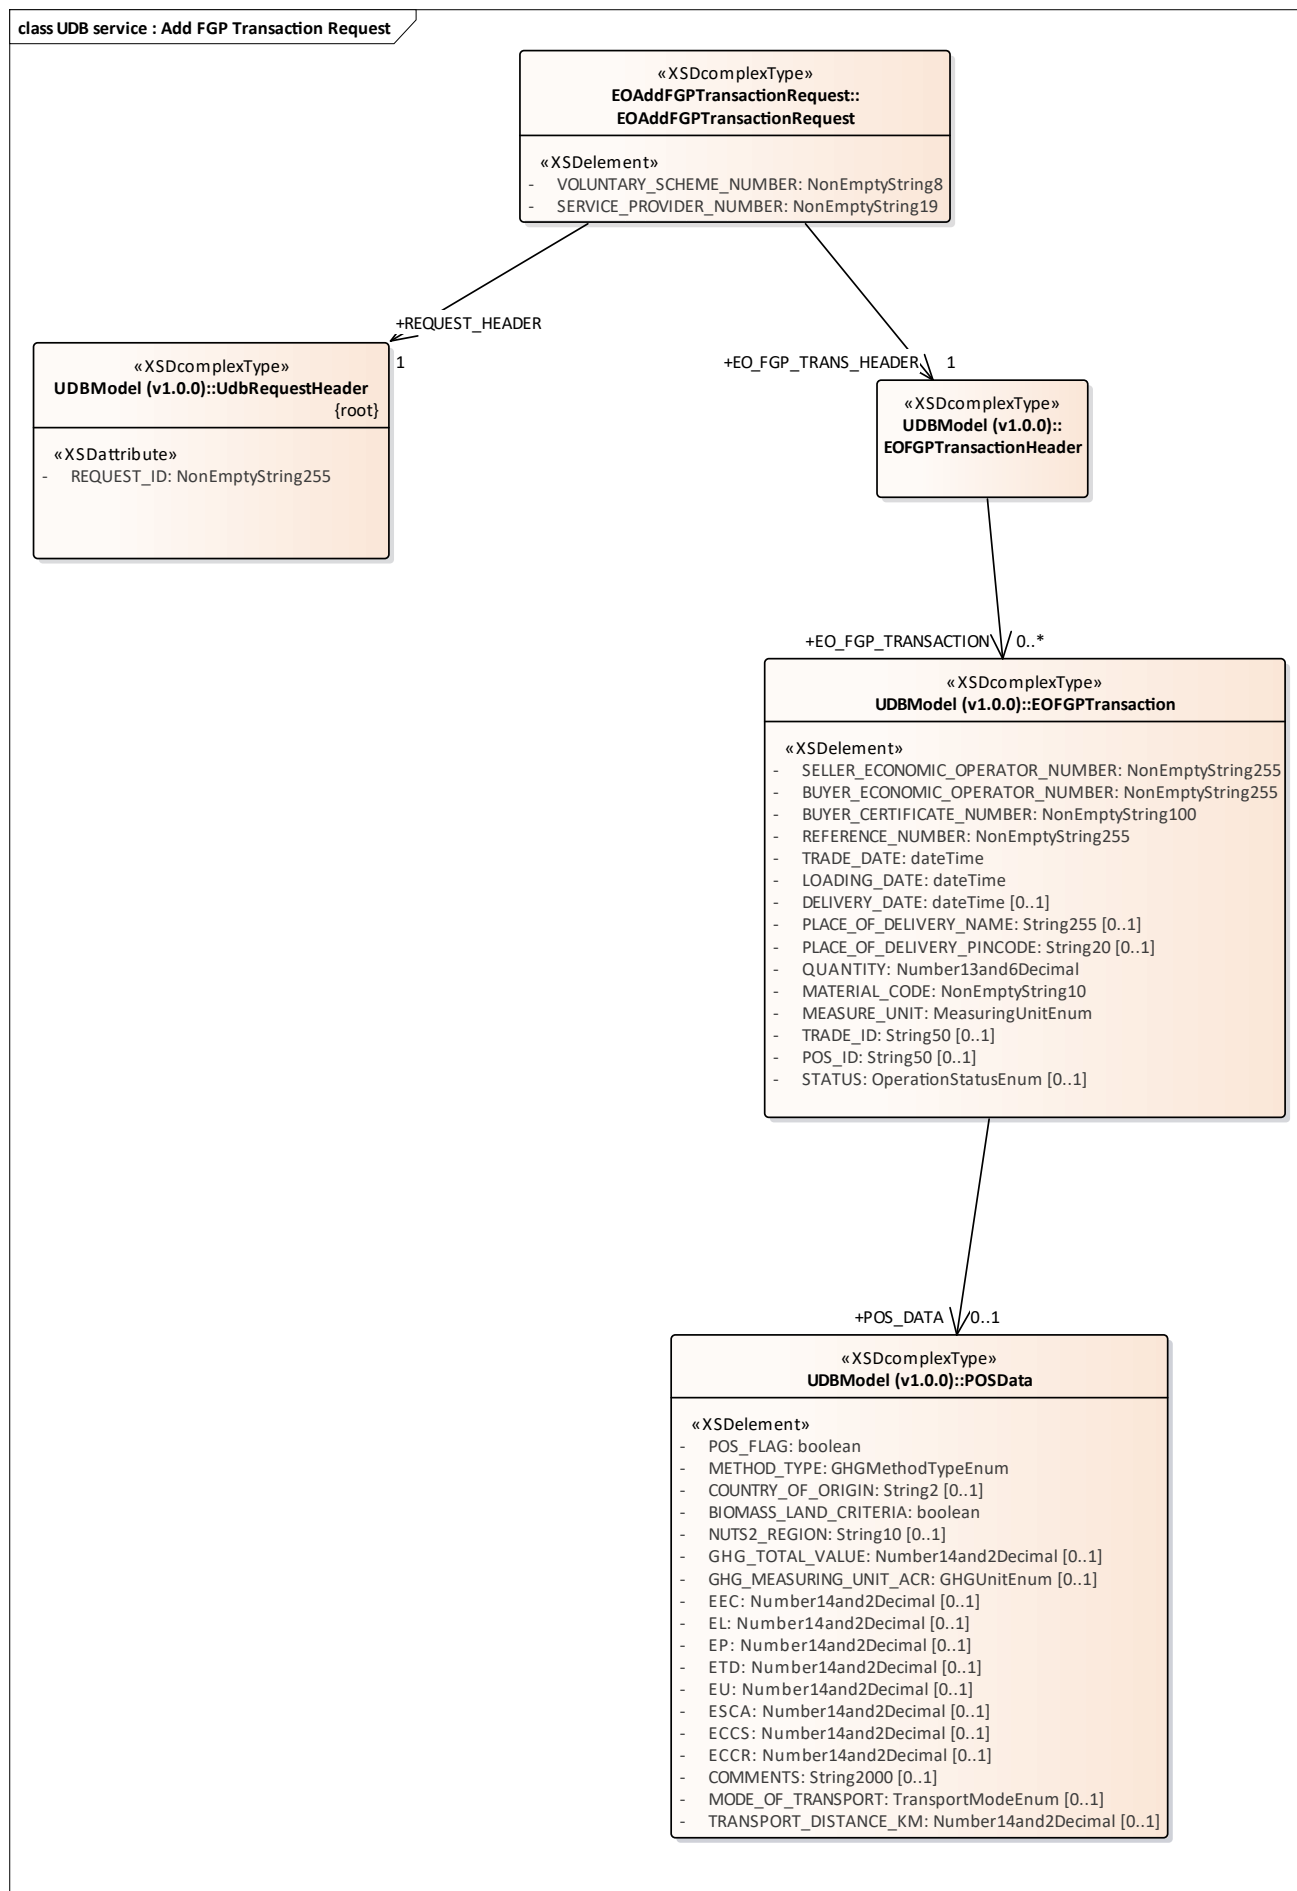 class UDB service : Add FGP Transaction Request
«XSDcomplexType»
EOAddFGPTransactionRequest::
EOAddFGPTransactionRequest
«XSDelement»
- VOLUNTARY_SCHEME_NUMBER: NonEmptyString8
- SERVICE_PROVIDER_NUMBER: NonEmptyString19
+REQUEST_HEADER
1
«XSDcomplexType»
UDBModel (v1.0.0)::UdbRequestHeader
{root}
«XSDattribute»
- REQUEST_ID: NonEmptyString255
+EO_FGP_TRANS_HEADER 1
«XSDcomplexType»
UDBModel (v1.0.0)::
EOFGPTransactionHeader
+EO_FGP_TRANSACTION 0..*
«XSDcomplexType»
UDBModel (v1.0.0)::EOFGPTransaction
«XSDelement»
- SELLER_ECONOMIC_OPERATOR_NUMBER: NonEmptyString255
- BUYER_ECONOMIC_OPERATOR_NUMBER: NonEmptyString255
- BUYER_CERTIFICATE_NUMBER: NonEmptyString100
- REFERENCE_NUMBER: NonEmptyString255
- TRADE_DATE: dateTime
- LOADING_DATE: dateTime
- DELIVERY_DATE: dateTime [0..1]
- PLACE_OF_DELIVERY_NAME: String255 [0..1]
- PLACE_OF_DELIVERY_PINCODE: String20 [0..1]
- QUANTITY: Number13and6Decimal
- MATERIAL_CODE: NonEmptyString10
- MEASURE_UNIT: MeasuringUnitEnum
- TRADE_ID: String50 [0..1]
- POS_ID: String50 [0..1]
- STATUS: OperationStatusEnum [0..1]
+POS_DATA 0..1
«XSDcomplexType»
UDBModel (v1.0.0)::POSData
«XSDelement»
- POS_FLAG: boolean
- METHOD_TYPE: GHGMethodTypeEnum
- COUNTRY_OF_ORIGIN: String2 [0..1]
- BIOMASS_LAND_CRITERIA: boolean
- NUTS2_REGION: String10 [0..1]
- GHG_TOTAL_VALUE: Number14and2Decimal [0..1]
- GHG_MEASURING_UNIT_ACR: GHGUnitEnum [0..1]
- EEC: Number14and2Decimal [0..1]
- EL: Number14and2Decimal [0..1]
- EP: Number14and2Decimal [0..1]
- ETD: Number14and2Decimal [0..1]
- EU: Number14and2Decimal [0..1]
- ESCA: Number14and2Decimal [0..1]
- ECCS: Number14and2Decimal [0..1]
- ECCR: Number14and2Decimal [0..1]
- COMMENTS: String2000 [0..1]
- MODE_OF_TRANSPORT: TransportModeEnum [0..1]
- TRANSPORT_DISTANCE_KM: Number14and2Decimal [0..1]